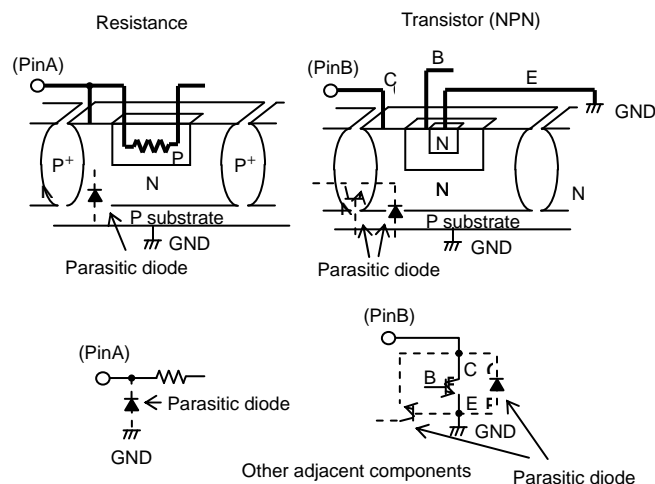 Resistance
Transistor (NPN)
(PinA)
(PinB)
C
B
E
GND
P+
P
P+
N
N
N
N
N
P substrate
P substrate
GND
GND
Parasitic diode
Parasitic diode
(PinA)
Parasitic diode
GND
(PinB)
C
B
E
GND
Other adjacent components
Parasitic diode